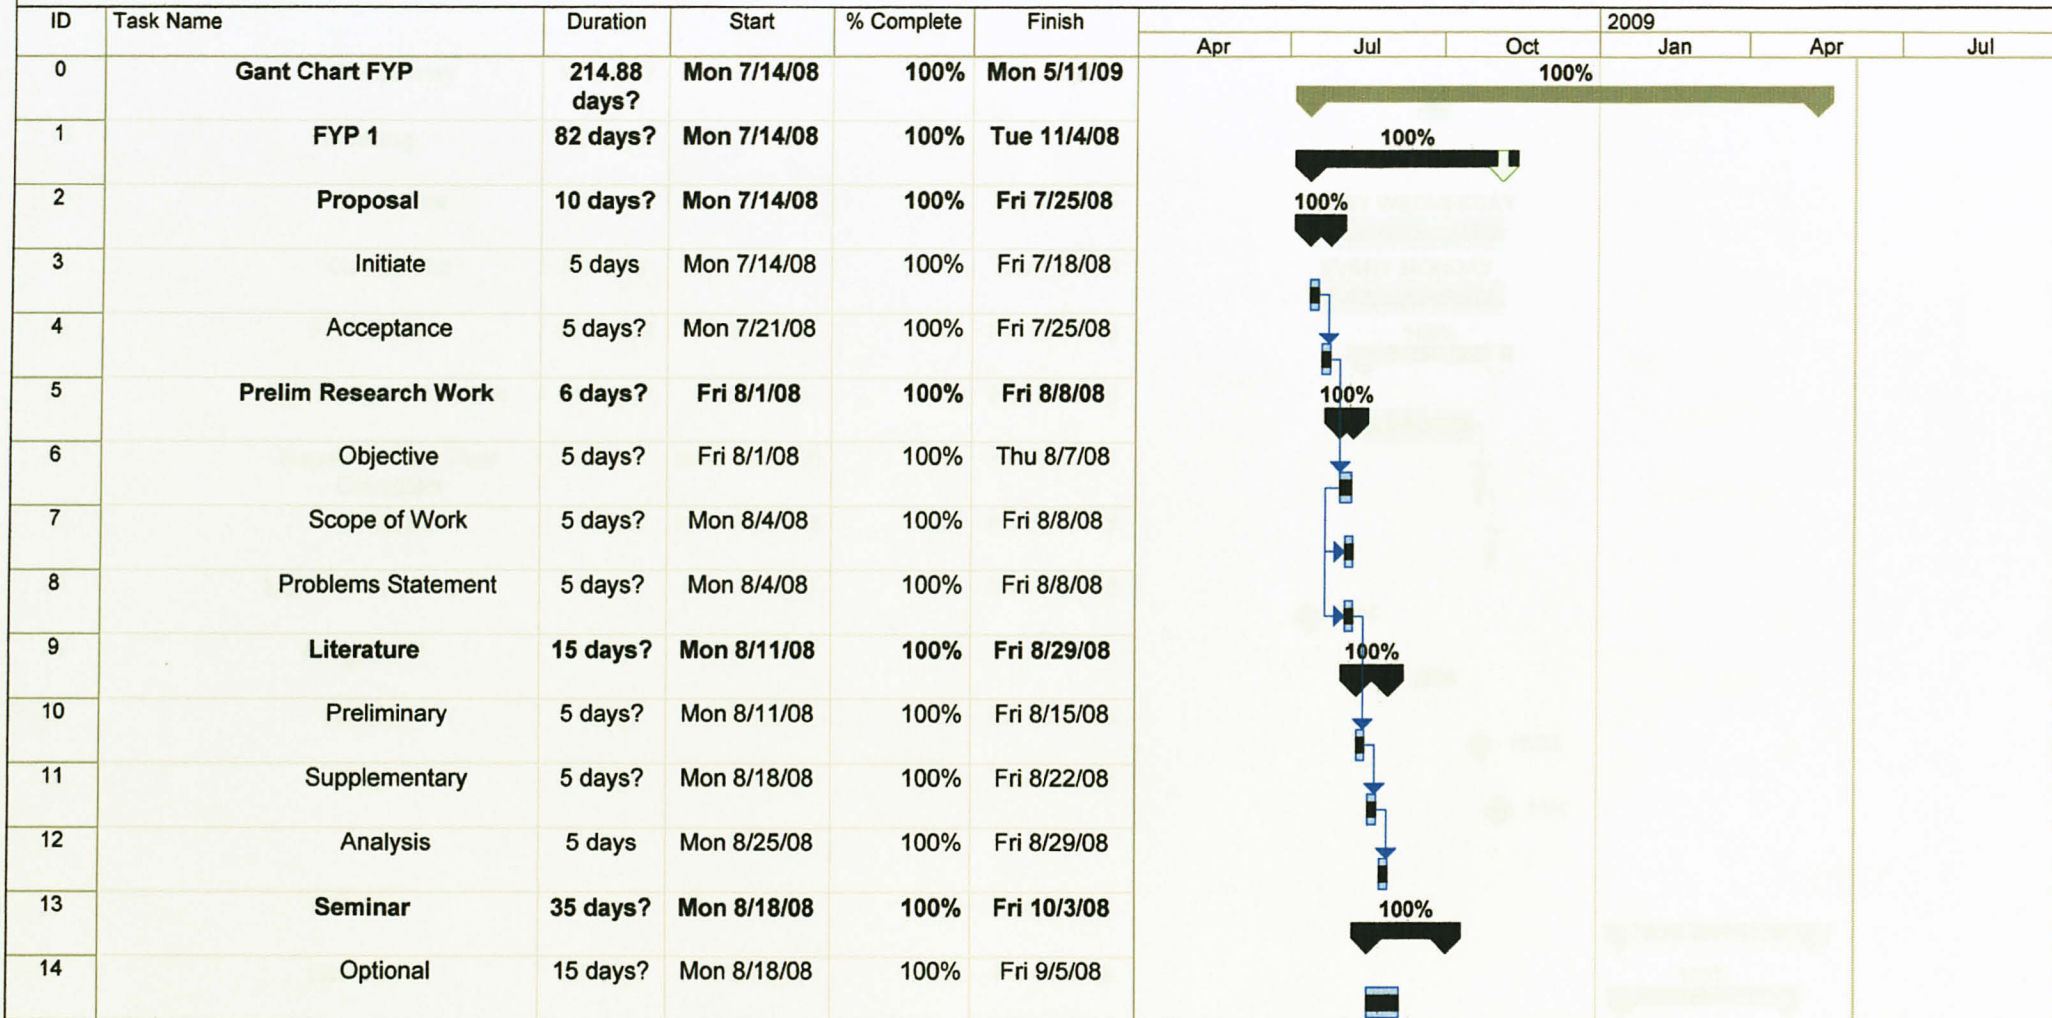 ID Task Name Duration Start % Complete Finish 2009
Apr Jul Oct Jan Apr Jul
0 Gant Chart FYP 214.88 days? Mon 7/14/08 100% Mon 5/11/09 100%
1 FYP 1 82 days? Mon 7/14/08 100% Tue 11/4/08 100%
2 Proposal 10 days? Mon 7/14/08 100% Fri 7/25/08 100%
3 Initiate 5 days Mon 7/14/08 100% Fri 7/18/08
4 Acceptance 5 days? Mon 7/21/08 100% Fri 7/25/08
5 Prelim Research Work 6 days? Fri 8/1/08 100% Fri 8/8/08 100%
6 Objective 5 days? Fri 8/1/08 100% Thu 8/7/08
7 Scope of Work 5 days? Mon 8/4/08 100% Fri 8/8/08
8 Problems Statement 5 days? Mon 8/4/08 100% Fri 8/8/08
9 Literature 15 days? Mon 8/11/08 100% Fri 8/29/08 100%
10 Preliminary 5 days? Mon 8/11/08 100% Fri 8/15/08
11 Supplementary 5 days? Mon 8/18/08 100% Fri 8/22/08
12 Analysis 5 days Mon 8/25/08 100% Fri 8/29/08
13 Seminar 35 days? Mon 8/18/08 100% Fri 10/3/08 100%
14 Optional 15 days? Mon 8/18/08 100% Fri 9/5/08